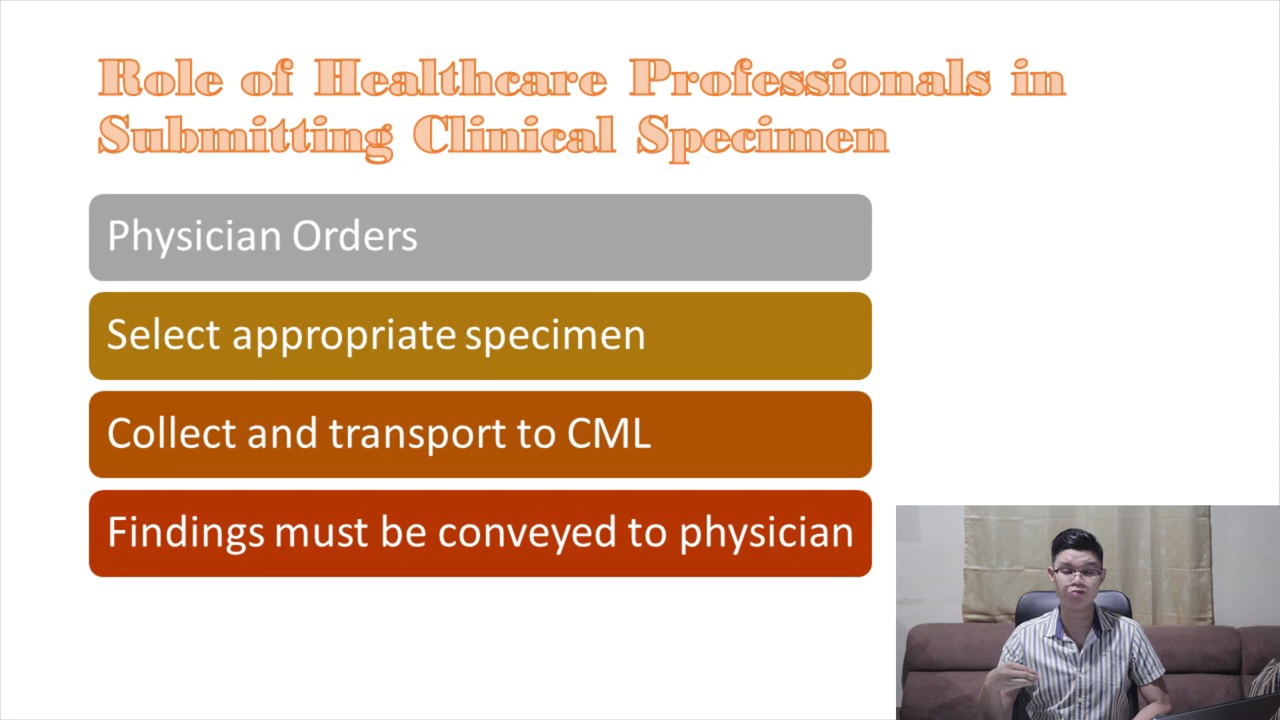 Role of Healthcare Professionals in
Submitting Clinical Specimen
Physician Orders
Select appropriate specimen
Collect and transport to CML
Findings must be conveyed to physician